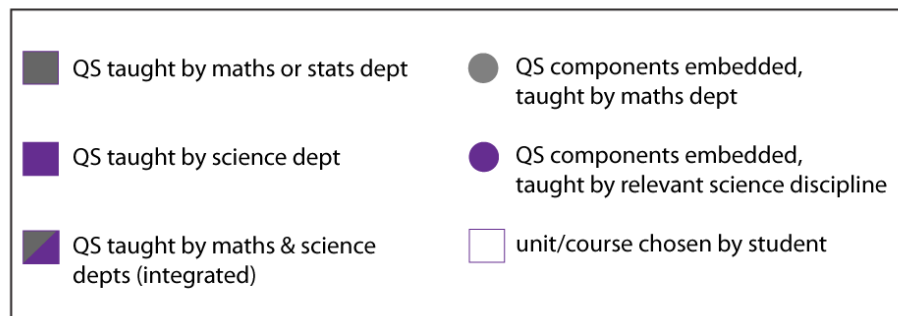 QS taught by maths or stats dept
QS components embedded,
taught by maths dept
QS taught by science dept
QS components embedded,
taught by relevant science discipline
QS taught by maths & science
depts (integrated)
unit/course chosen by student